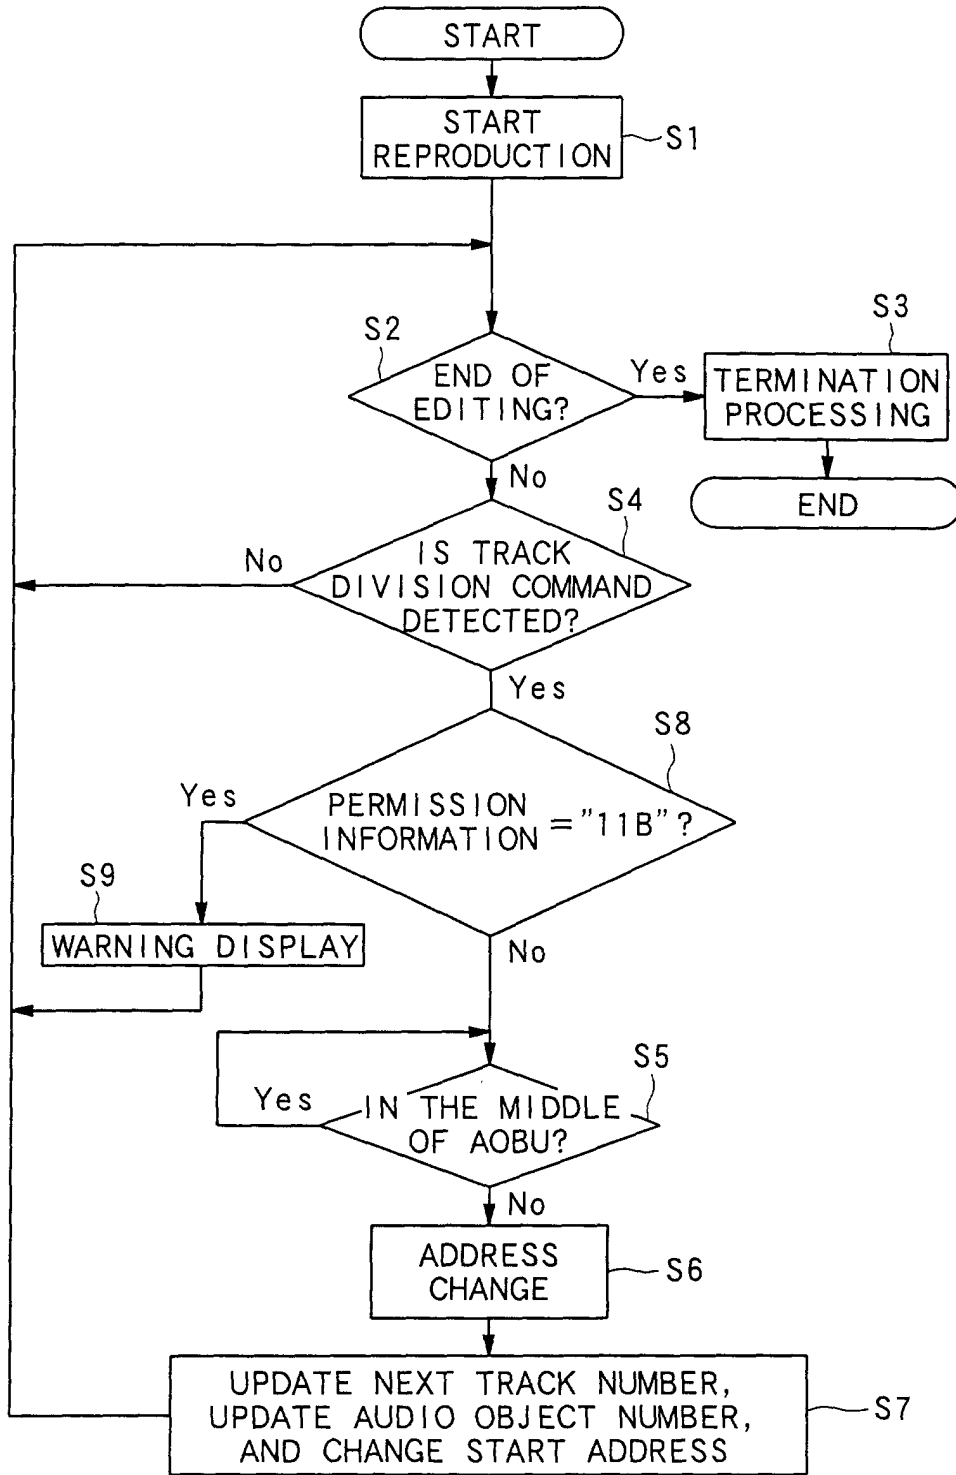 START
START
REPRODUCTION
S1
S2
END OF
EDITING?
Yes
S3
TERMINATION
PROCESSING
END
No
S4
IS TRACK
DIVISION COMMAND
DETECTED?
No
Yes
S8
PERMISSION
INFORMATION = "11B" ?
Yes
S9
WARNING DISPLAY
No
S5
IN THE MIDDLE
OF AOBU?
Yes
No
ADDRESS
CHANGE
S6
UPDATE NEXT TRACK NUMBER,
UPDATE AUDIO OBJECT NUMBER,
AND CHANGE START ADDRESS
S7